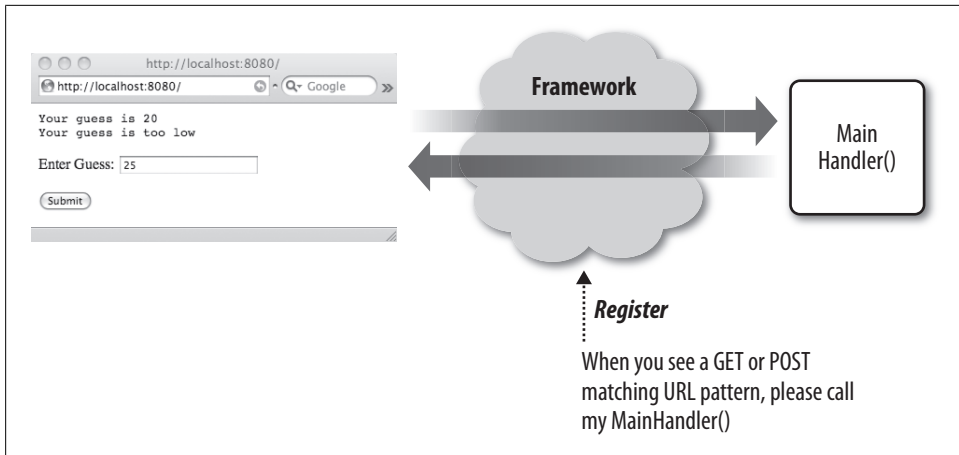 http://localhost:8080/
http://localhost:8080/
Google
Your guess is 20
Your guess is too low
Enter Guess: 25
Submit
Framework
Main
Handler()
Register
When you see a GET or POST
matching URL pattern, please call
my MainHandler()